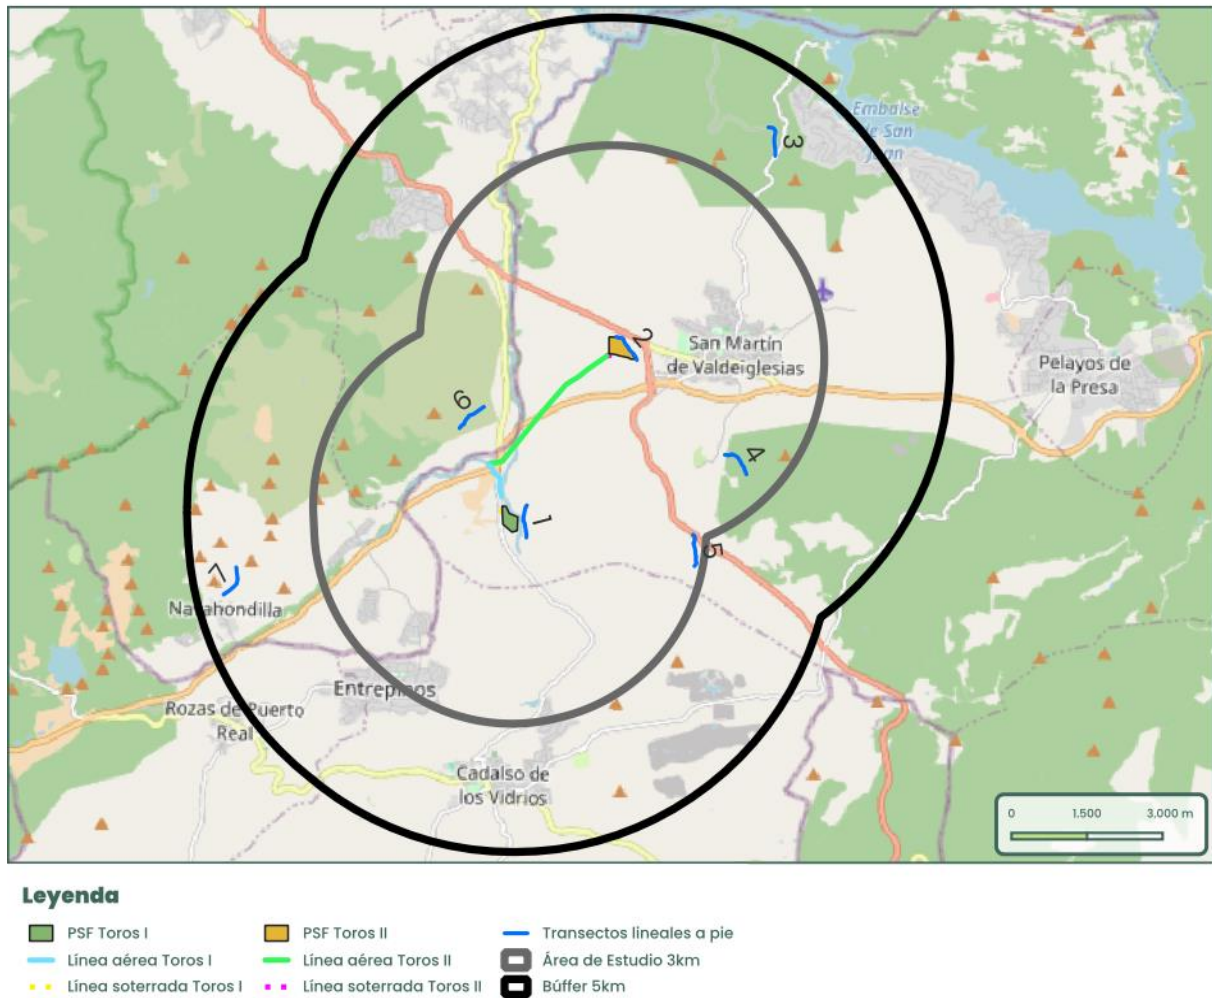 Embalse
de San
Juan
3
2
San Martín
de Valdeiglesias
Pelayos de
la Presa
6
4
1
5
7
Navahondilla
Entrepinos
Rozas de Puerto
Real
Cadalso de
los Vidrios
0 1.500 3.000 m
Leyenda
PSF Toros I
PSF Toros II
Transectos lineales a pie
Línea aérea Toros I
Línea aérea Toros II
Área de Estudio 3km
Línea soterrada Toros I
Línea soterrada Toros II
Búffer 5km